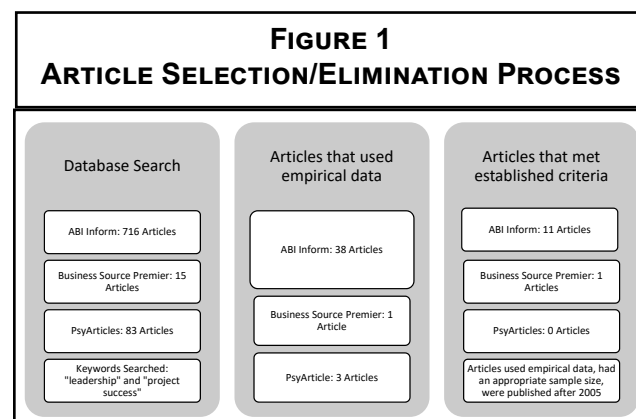 FIGURE 1
ARTICLE SELECTION/ELIMINATION PROCESS
Database Search
ABI Inform: 716 Articles
Business Source Premier: 15
Articles
PsyArticles: 83 Articles
Keywords Searched:
"leadership" and "project
success"
Articles that used
empirical data
ABI Inform: 38 Articles
Business Source Premier: 1
Article
PsyArticle: 3 Articles
Articles that met
established criteria
ABI Inform: 11 Articles
Business Source Premier: 1
Articles
PsyArticles: 0 Articles
Articles used empirical data, had
an appropriate sample size,
were published after 2005